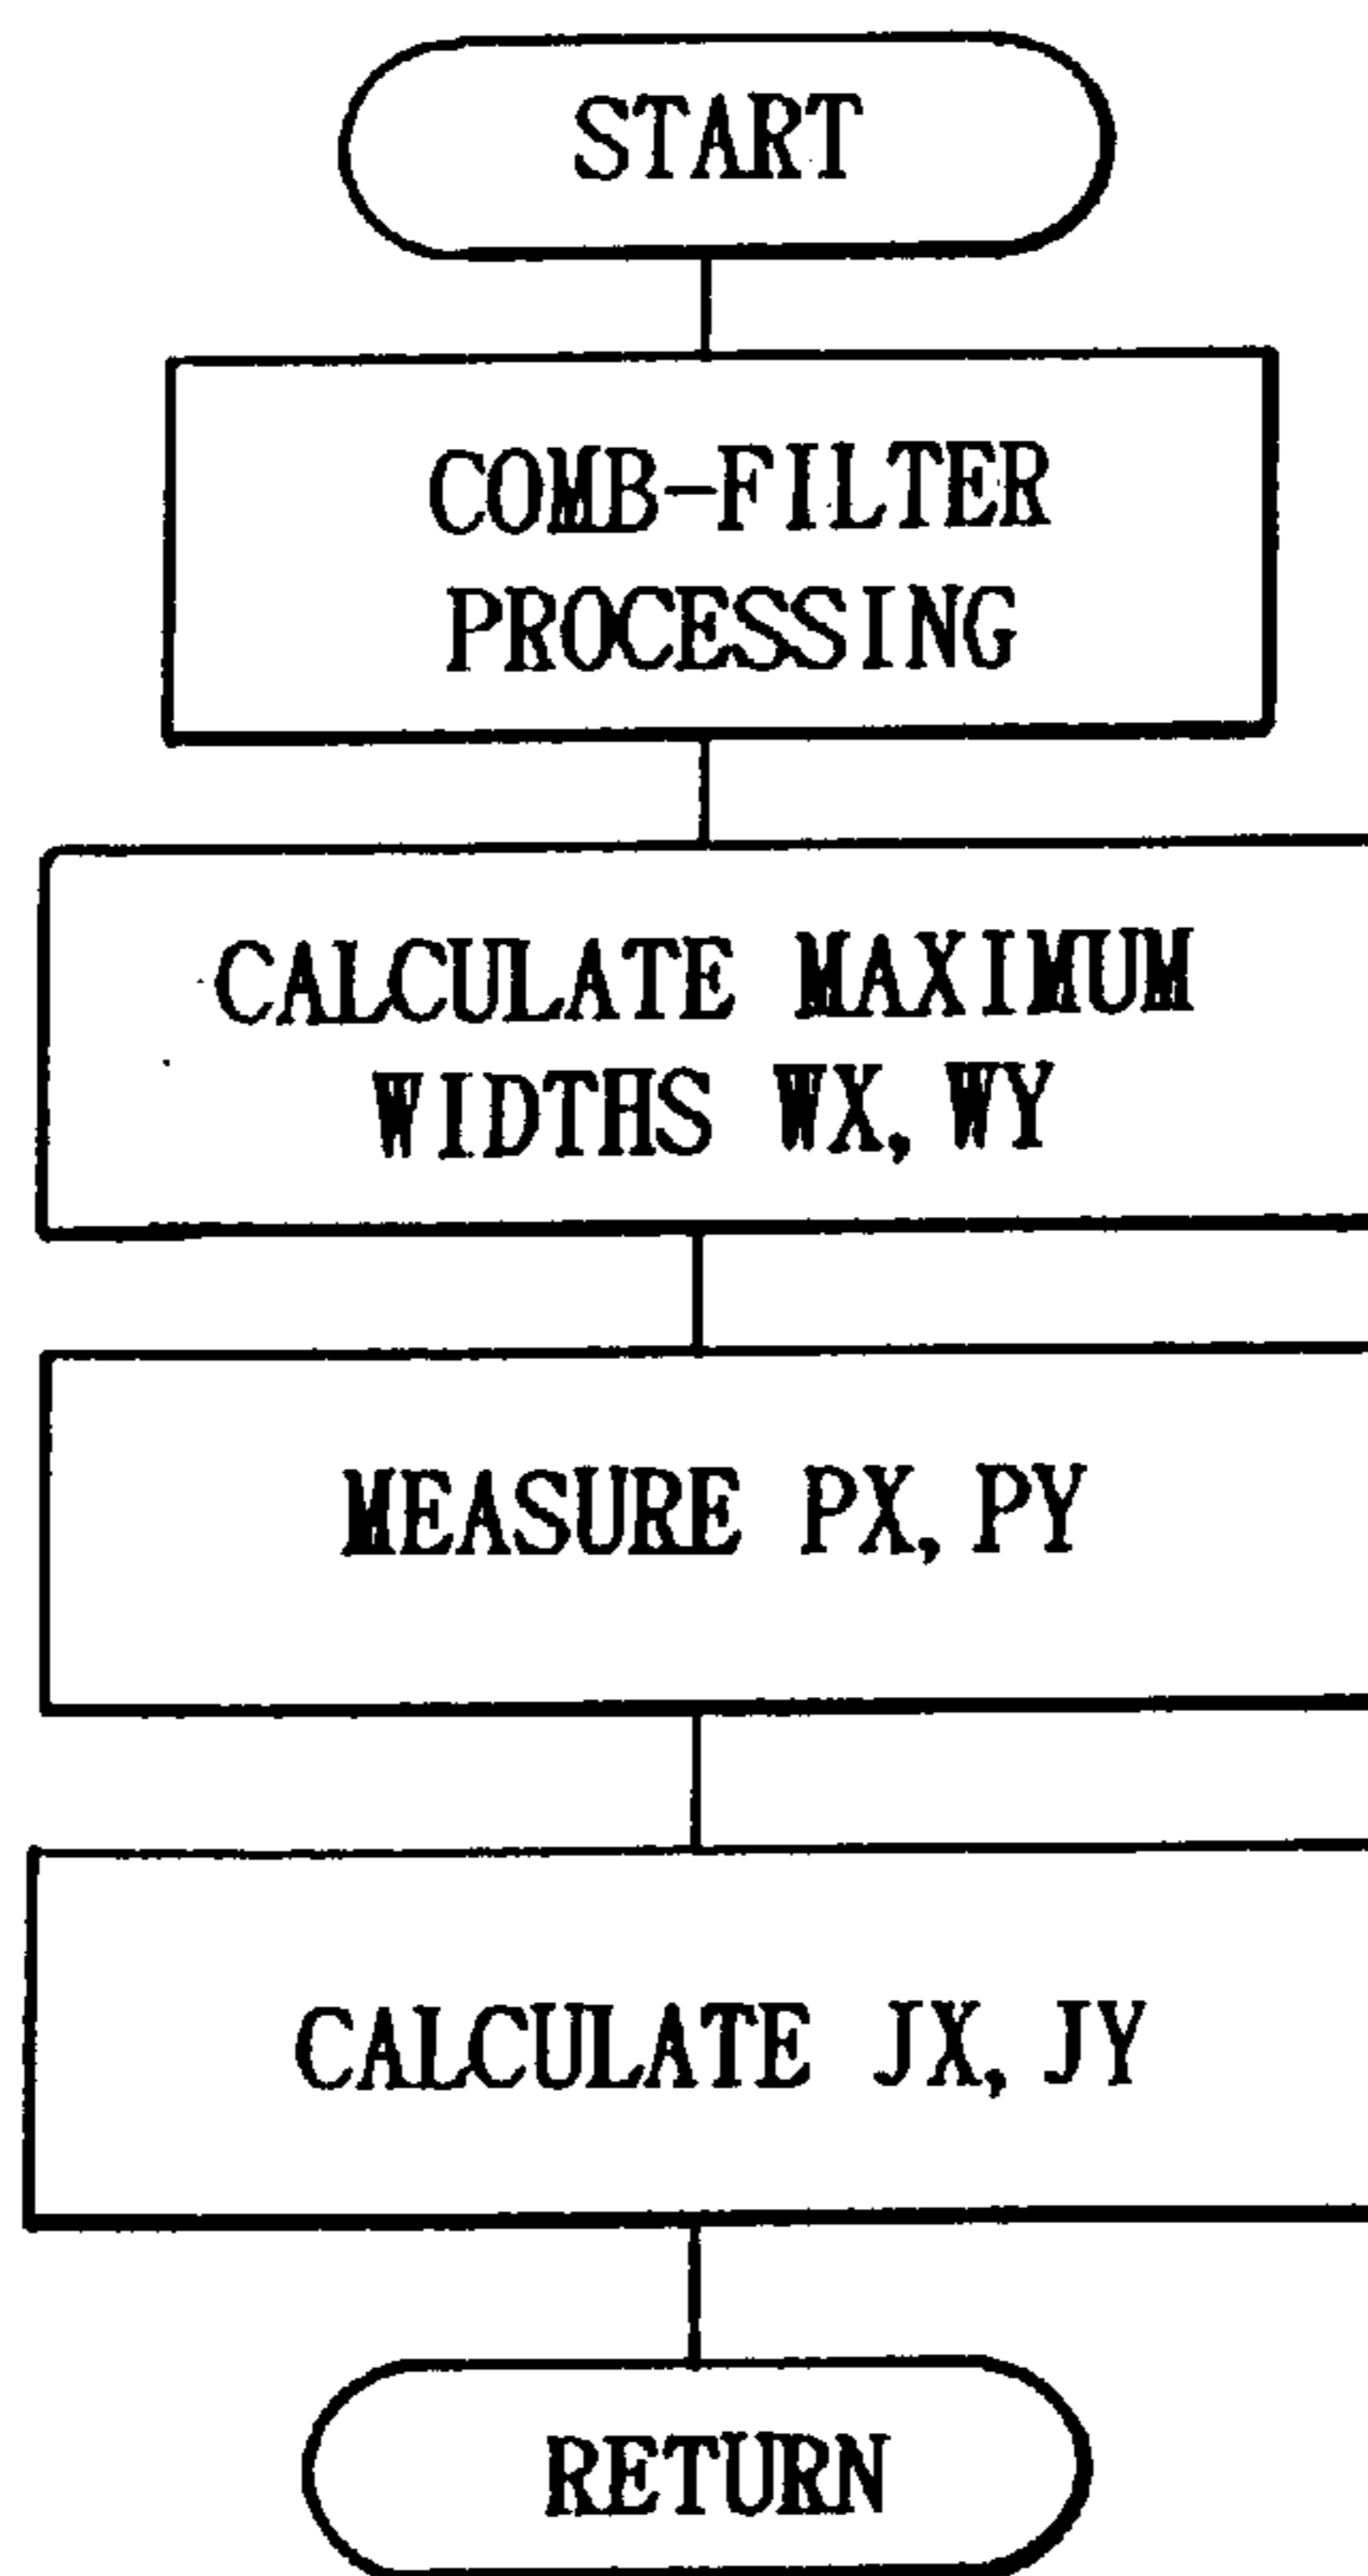 START
COMB-FILTER
PROCESSING
CALCULATE MAXIMUM
WIDTHS WX, WY
MEASURE PX, PY
CALCULATE JX, JY
RETURN